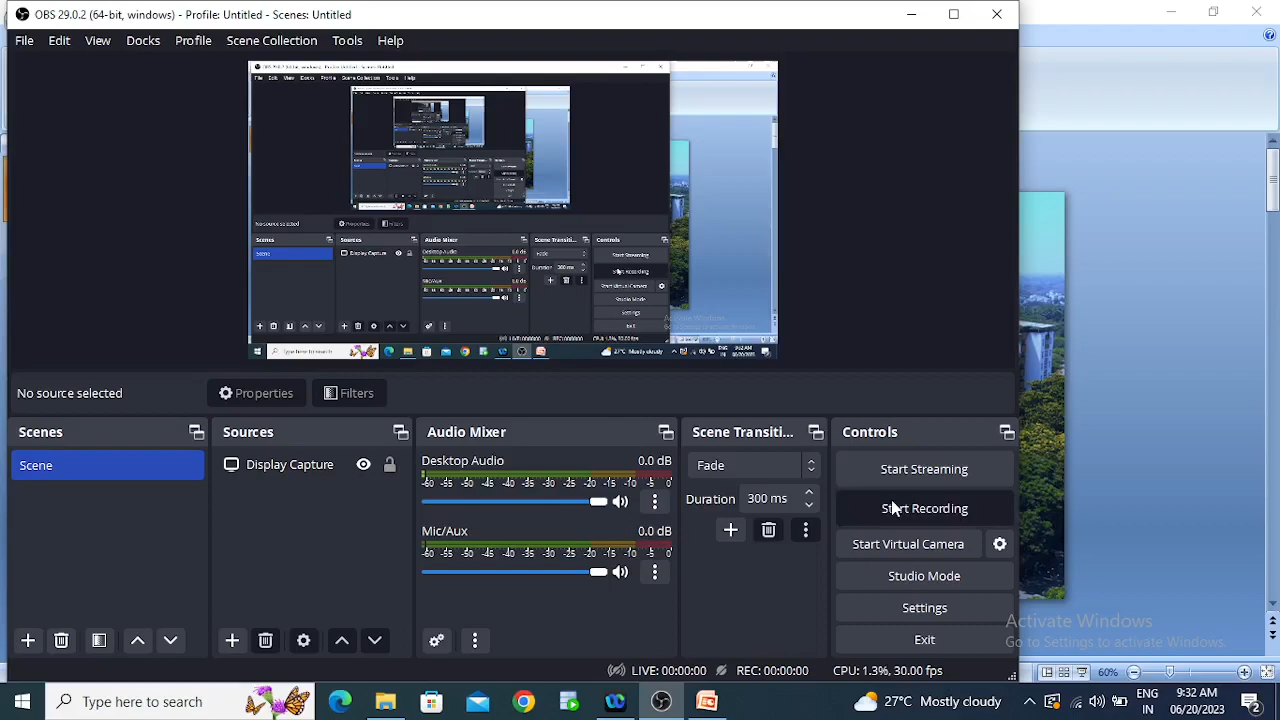 OBS 29.0.2 (64-bit, windows) - Profile: Untitled - Scenes: Untitled
File Edit View Docks Profile Scene Collection Tools Help
No source selected Properties Filters
Scenes Sources Audio Mixer Scene Transiti... Controls
Scene
Display Capture
Desktop Audio 0.0 dB
-60 -55 -50 -45 -40 -35 -30 -25 -20 -15 -10 -5 0
Mic/Aux 0.0 dB
-60 -55 -50 -45 -40 -35 -30 -25 -20 -15 -10 -5 0
Fade
Duration 300 ms
Start Streaming
Start Recording
Start Virtual Camera
Studio Mode
Settings
Exit
Activate Windows
Go to Settings to activate Windows.
LIVE: 00:00:00 REC: 00:00:00 CPU: 1.3%, 30.00 fps
60%
Type here to search
27°C Mostly cloudy
ENG
IN
9:32 AM
06/20/2023
2